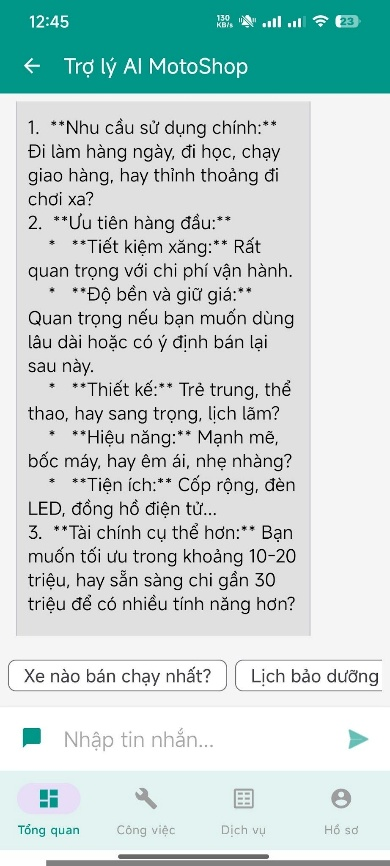 12:45
130
KB/s
23
Trợ lý AI MotoShop
1. **Nhu cầu sử dụng chính:**
Đi làm hàng ngày, đi học, chạy
giao hàng, hay thỉnh thoảng đi
chơi xa?
2. **Ưu tiên hàng đầu:**
* **Tiết kiệm xăng:** Rất
quan trọng với chi phí vận hành.
* **Độ bền và giữ giá:**
Quan trọng nếu bạn muốn dùng
lâu dài hoặc có ý định bán lại
sau này.
* **Thiết kế:** Trẻ trung, thể
thao, hay sang trọng, lịch lãm?
* **Hiệu năng:** Mạnh mẽ,
bốc máy, hay êm ái, nhẹ nhàng?
* **Tiện ích:** Cốp rộng, đèn
LED, đồng hồ điện tử...
3. **Tài chính cụ thể hơn:** Bạn
muốn tối ưu trong khoảng 10-20
triệu, hay sẵn sàng chi gần 30
triệu để có nhiều tính năng hơn?
Xe nào bán chạy nhất?
Lịch bảo dưỡng
Nhập tin nhắn...
Tổng quan
Công việc
Dịch vụ
Hồ sơ